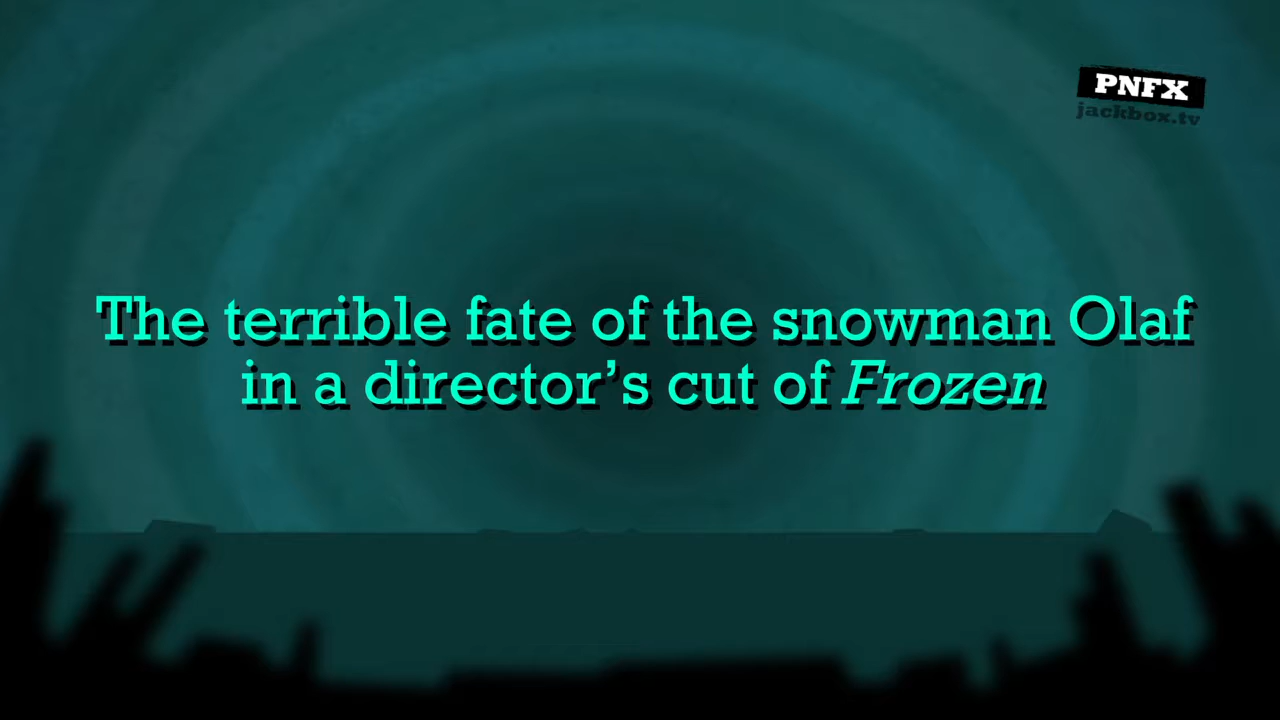 PNFX
jackbox.tv
The terrible fate of the snowman Olaf
in a director’s cut of Frozen